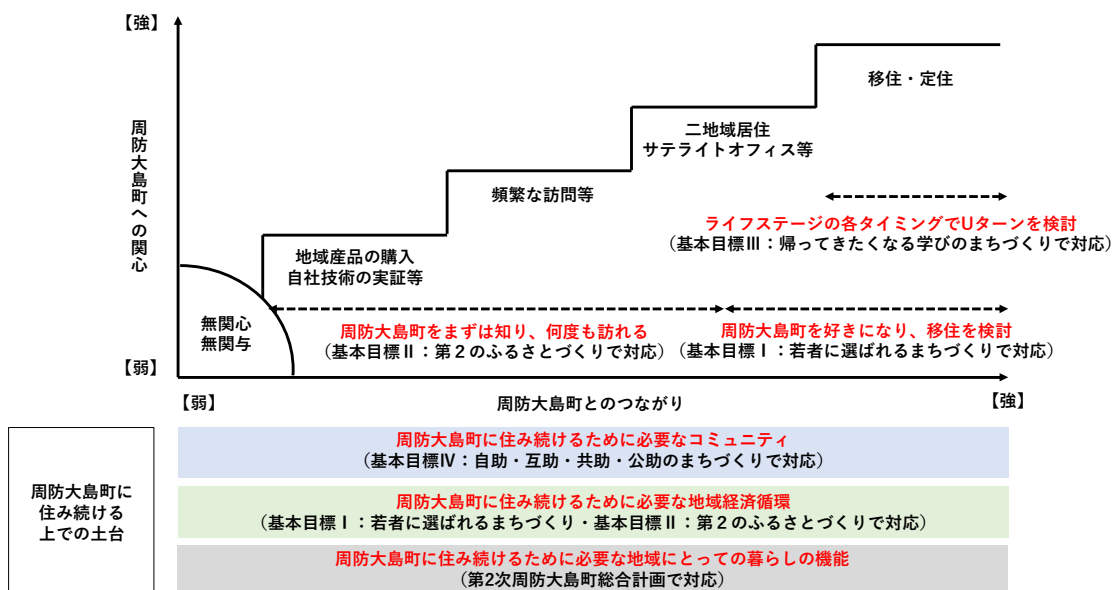 【強】
周防大島町への関心
【弱】
移住・定住
二地域居住
サテライトオフィス等
頻繁な訪問等
地域産品の購入
自社技術の実証等
無関心
無関与
ライフステージの各タイミングでUターンを検討
（基本目標Ⅲ：帰ってきたくなる学びのまちづくりで対応）
周防大島町をまずは知り、何度も訪れる
（基本目標Ⅱ：第２のふるさとづくりで対応）
周防大島町を好きになり、移住を検討
（基本目標Ⅰ：若者に選ばれるまちづくりで対応）
【弱】
周防大島町とのつながり
【強】
周防大島町に
住み続ける
上での土台
周防大島町に住み続けるために必要なコミュニティ
（基本目標Ⅳ：自助・互助・共助・公助のまちづくりで対応）
周防大島町に住み続けるために必要な地域経済循環
（基本目標Ⅰ：若者に選ばれるまちづくり・基本目標Ⅱ：第２のふるさとづくりで対応）
周防大島町に住み続けるために必要な地域にとっての暮らしの機能
（第2次周防大島町総合計画で対応）